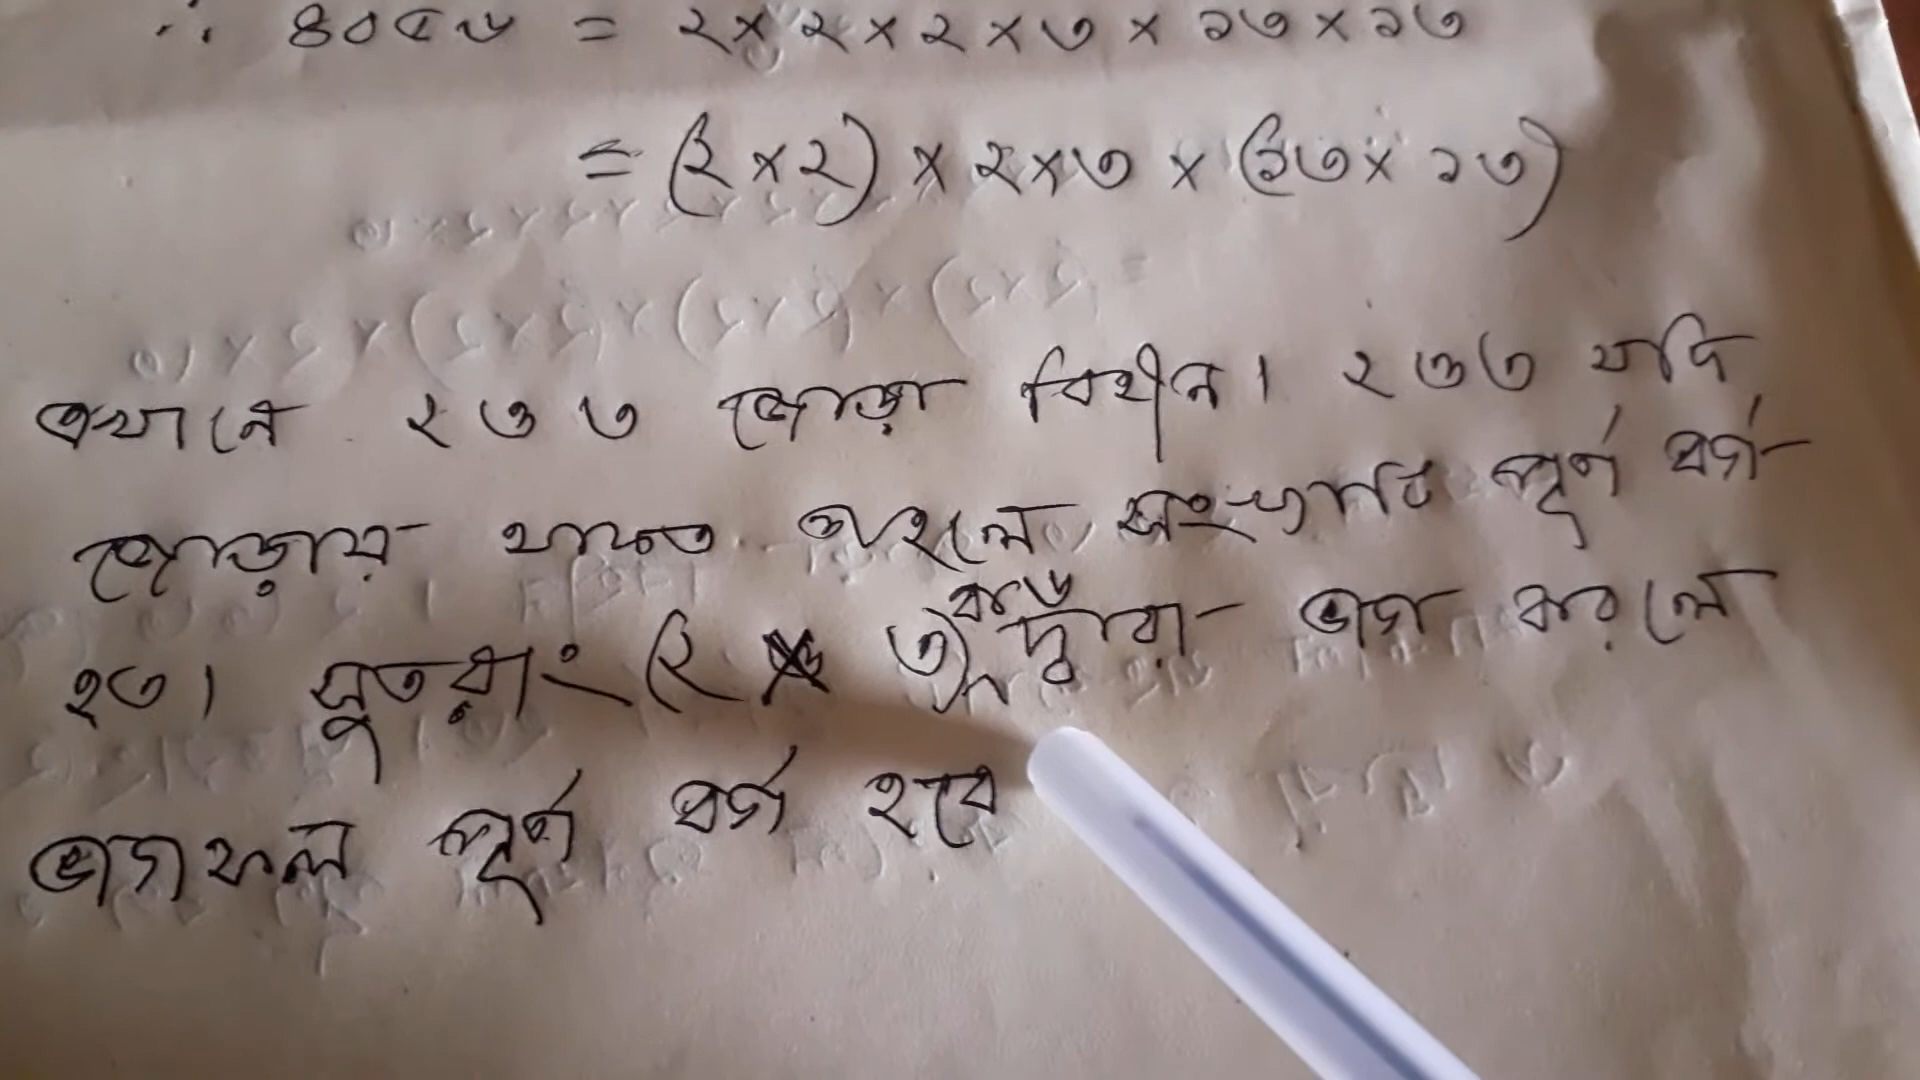 ∴ ৪০৫৬ = ২ × ২ × ২ × ৩ × ১৩ × ১৩
= (২ × ২) × ২ × ৩ × (১৩ × ১৩)
এখানে ২ ও ৩ জোড়া বিহীন। ২ ও ৩ যদি
জোড়ায় থাকত তাহলে সংখ্যাটি পূর্ণ বর্গ
হত। সুতরাং (২ × ৩) বা ৬ দ্বারা ভাগ করলে
ভাগফল পূর্ণ বর্গ হবে